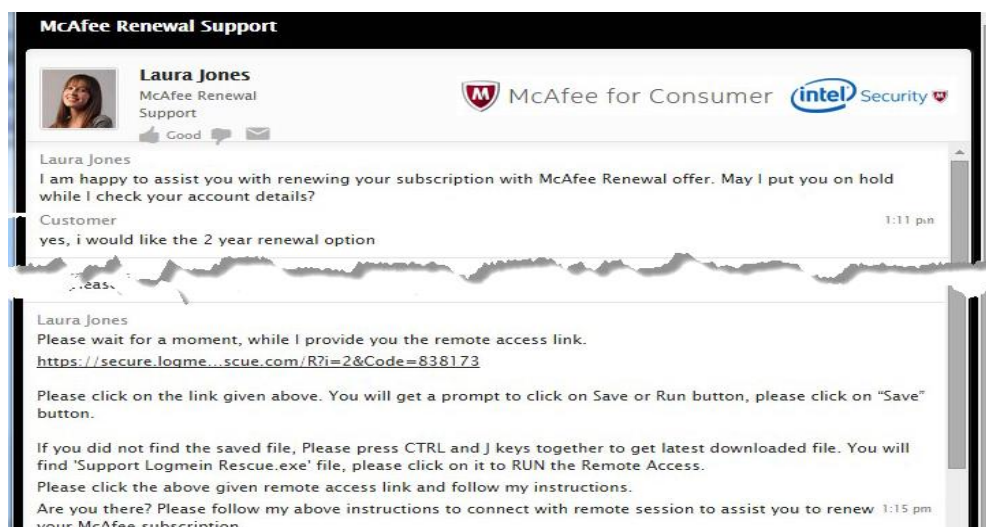 McAfee Renewal Support
Laura Jones
McAfee Renewal
Support
Good
McAfee for Consumer
intel Security
Laura Jones
I am happy to assist you with renewing your subscription with McAfee Renewal offer. May I put you on hold
while I check your account details?
Customer 1:11 pm
yes, i would like the 2 year renewal option
Laura Jones
Please wait for a moment, while I provide you the remote access link.
https://secure.logme...scue.com/R?i=2&Code=838173
Please click on the link given above. You will get a prompt to click on Save or Run button, please click on “Save”
button.
If you did not find the saved file, Please press CTRL and J keys together to get latest downloaded file. You will
find 'Support Logmein Rescue.exe' file, please click on it to RUN the Remote Access.
Please click the above given remote access link and follow my instructions.
Are you there? Please follow my above instructions to connect with remote session to assist you to renew 1:15 pm
your McAfee subscription